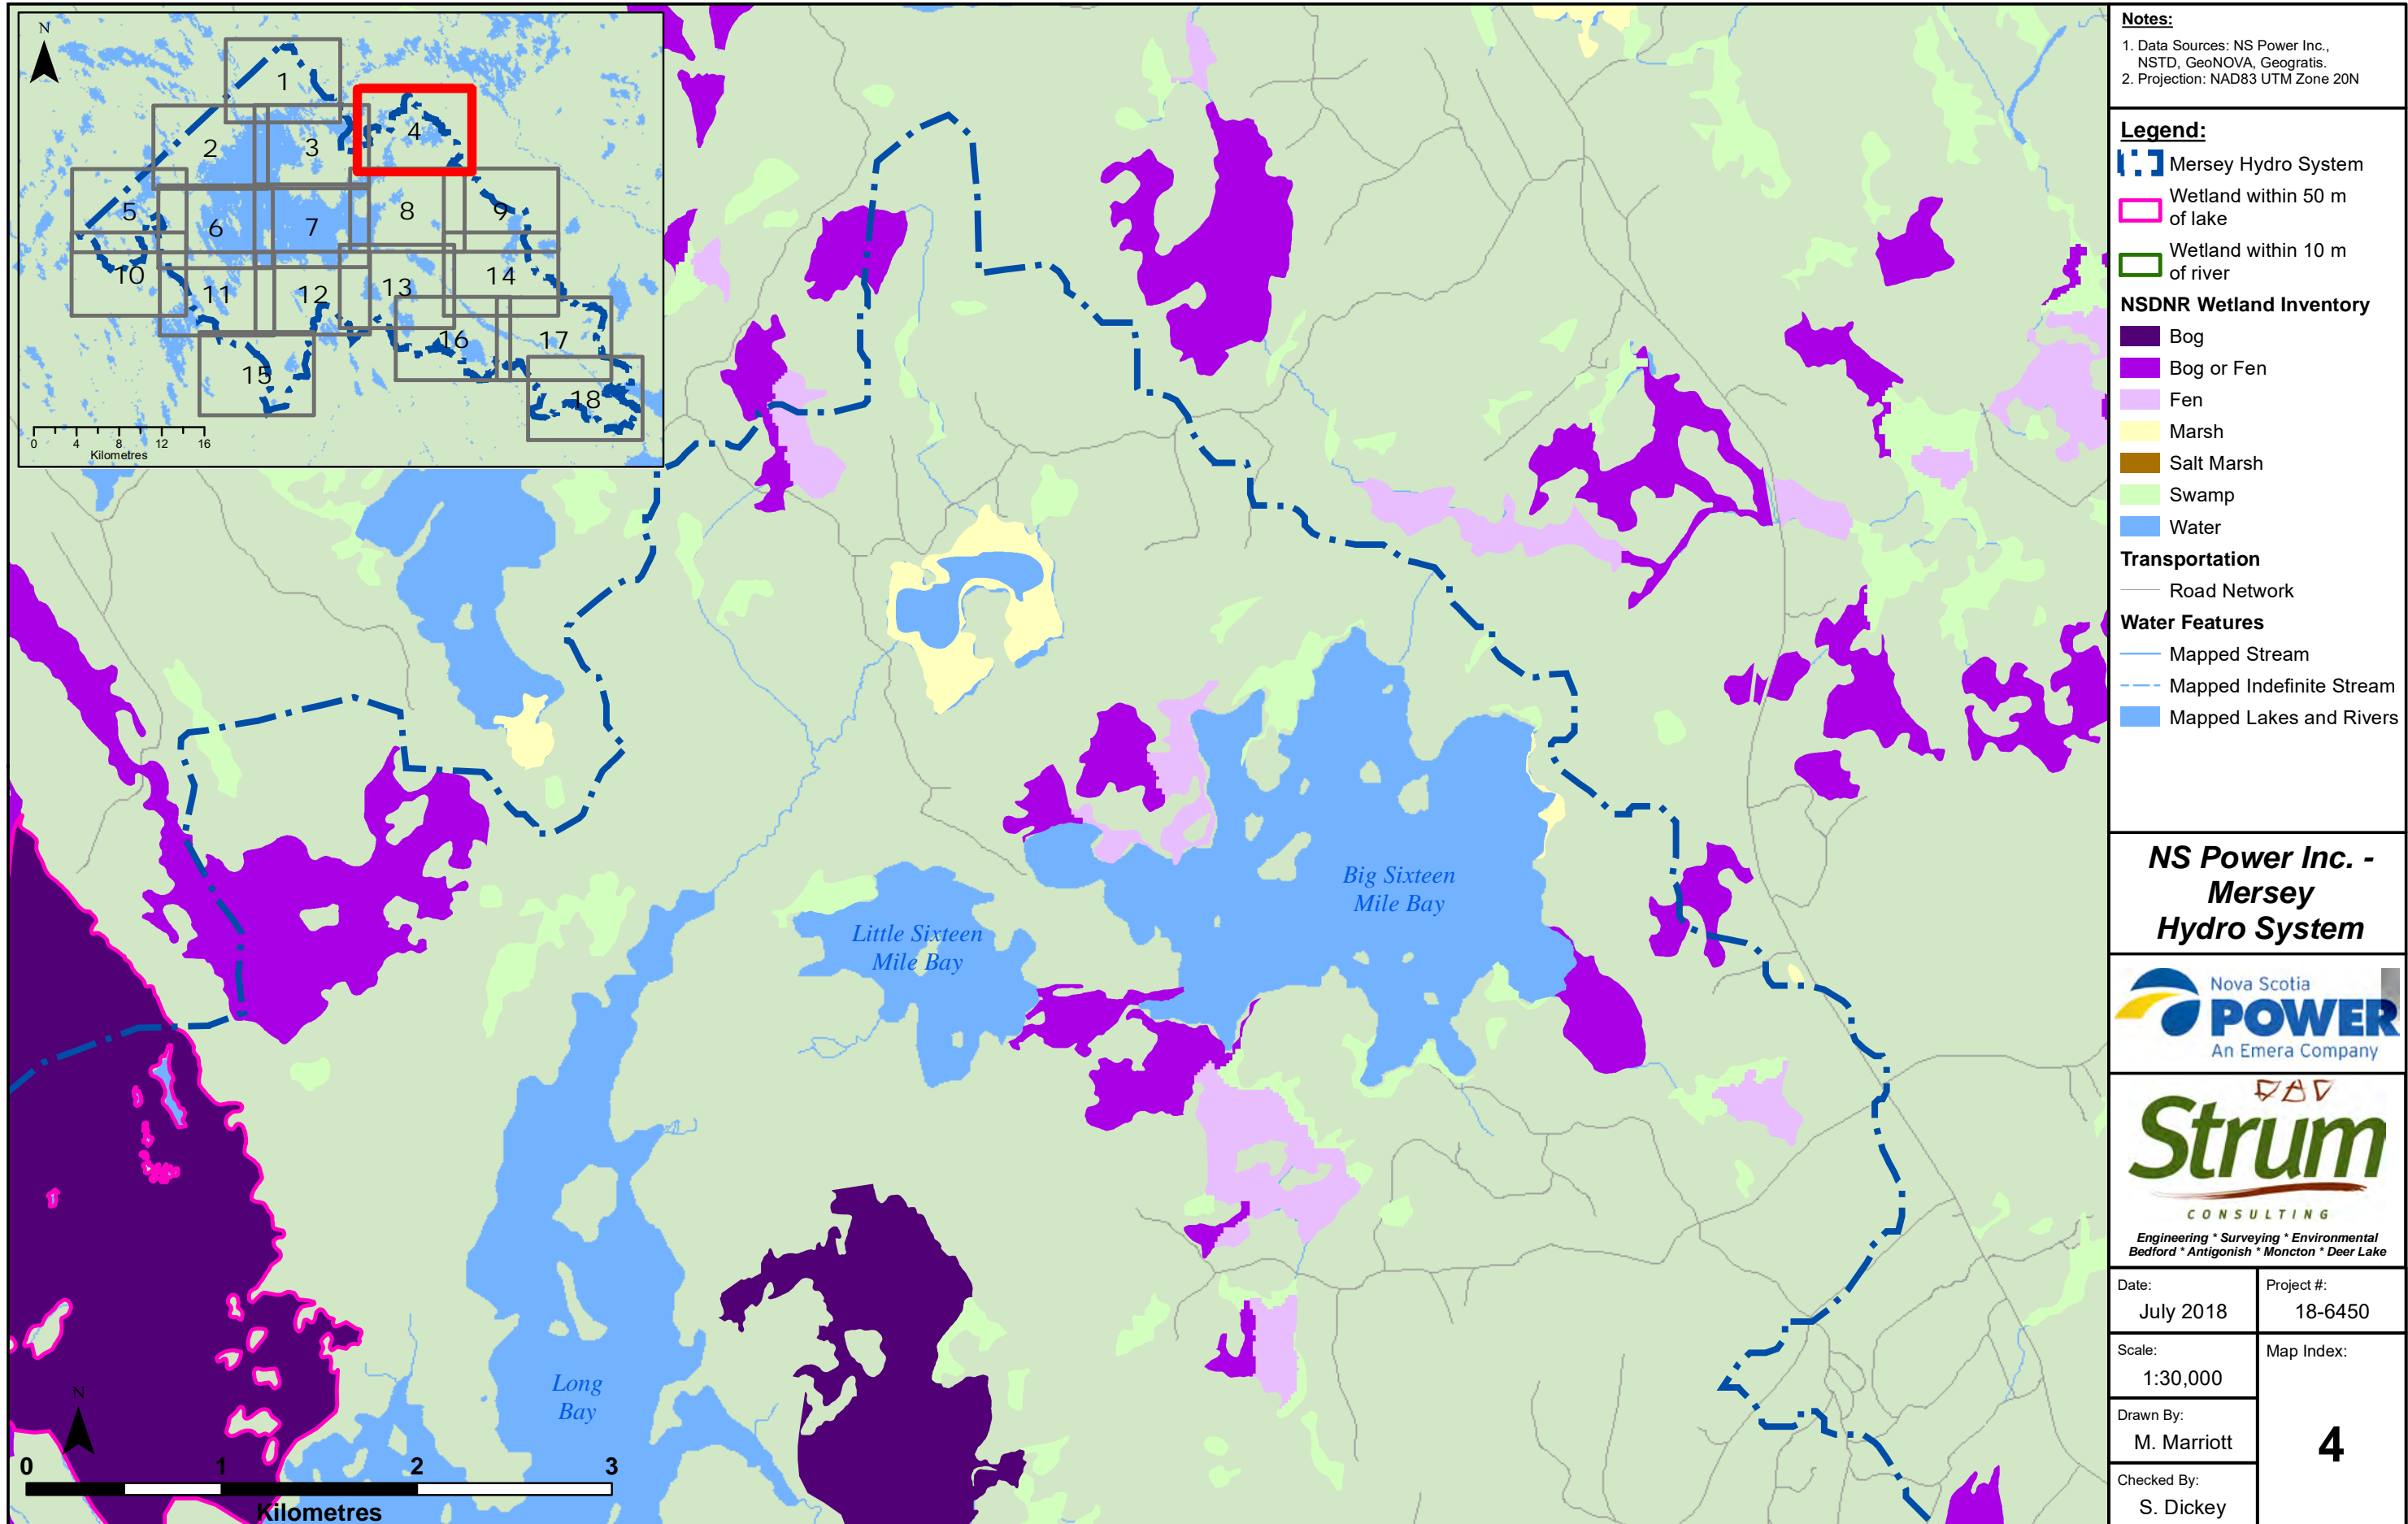 N
1
2
3
4
5
6
7
8
9
10
11
12
13
14
15
16
17
18
0 4 8 12 16
Kilometres
Big Sixteen
Mile Bay
Little Sixteen
Mile Bay
Long
Bay
N
0 1 2 3
Kilometres
Notes:
1. Data Sources: NS Power Inc.,
NSTD, GeoNOVA, Geogratis.
2. Projection: NAD83 UTM Zone 20N
Legend:
Mersey Hydro System
Wetland within 50 m
of lake
Wetland within 10 m
of river
NSDNR Wetland Inventory
Bog
Bog or Fen
Fen
Marsh
Salt Marsh
Swamp
Water
Transportation
Road Network
Water Features
Mapped Stream
Mapped Indefinite Stream
Mapped Lakes and Rivers
NS Power Inc. -
Mersey
Hydro System
Nova Scotia
POWER
An Emera Company
Strum
CONSULTING
Engineering * Surveying * Environmental
Bedford * Antigonish * Moncton * Deer Lake
Date:
July 2018
Project #:
18-6450
Scale:
1:30,000
Map Index:
4
Drawn By:
M. Marriott
Checked By:
S. Dickey